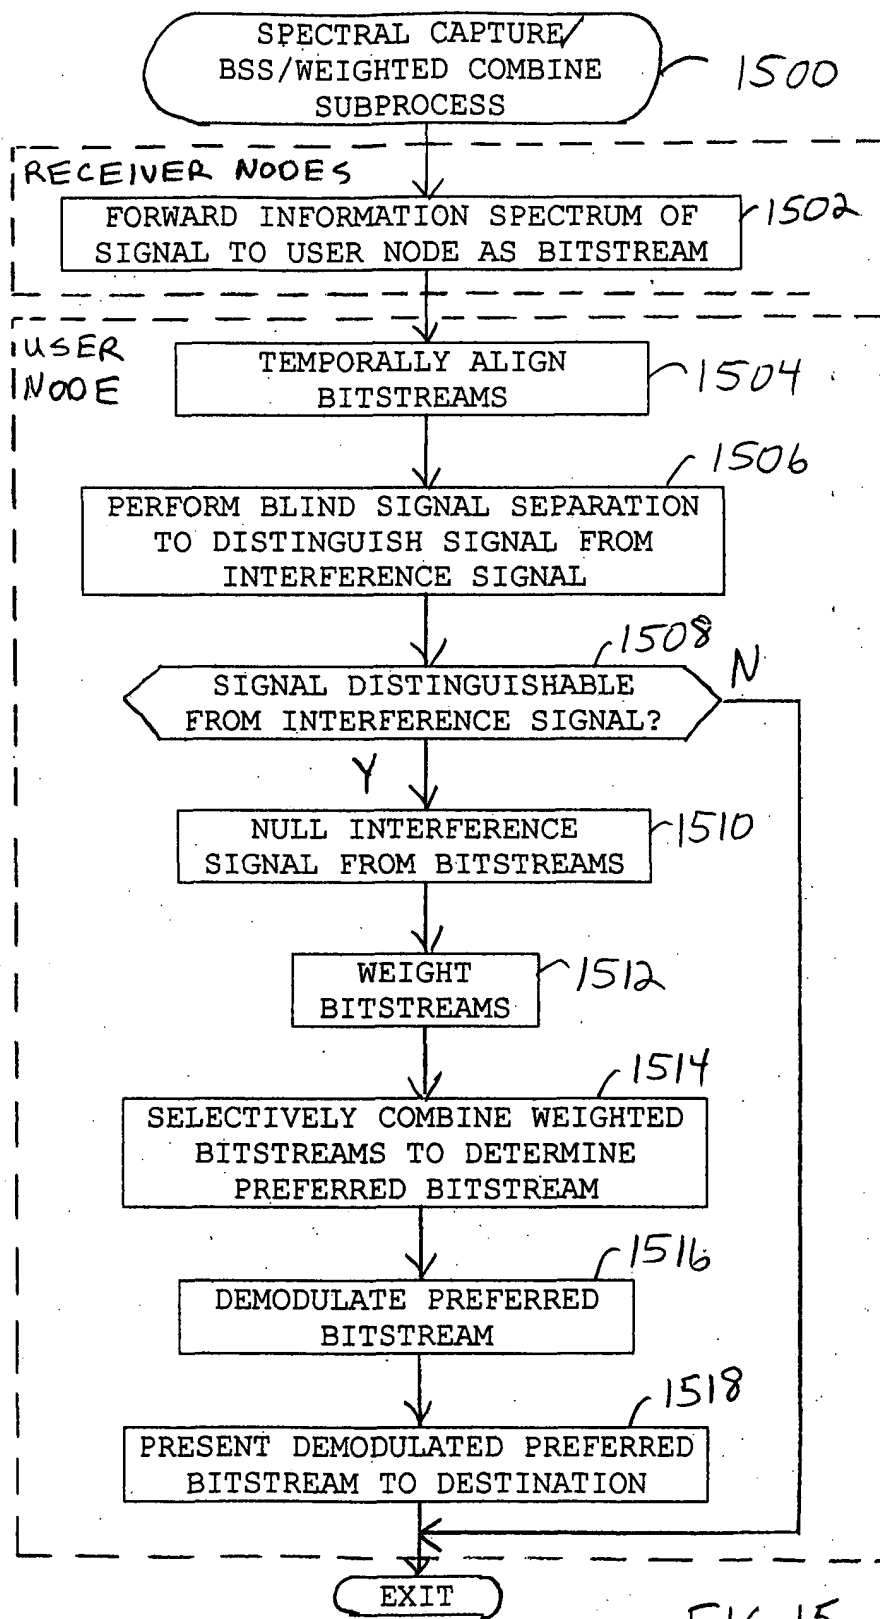 SPECTRAL CAPTURE/
BSS/WEIGHTED COMBINE
SUBPROCESS
1500
RECEIVER NODES
1502
FORWARD INFORMATION SPECTRUM OF
SIGNAL TO USER NODE AS BITSTREAM
USER
NODE
TEMPORALLY ALIGN
BITSTREAMS
1504
1506
PERFORM BLIND SIGNAL SEPARATION
TO DISTINGUISH SIGNAL FROM
INTERFERENCE SIGNAL
1508
SIGNAL DISTINGUISHABLE
FROM INTERFERENCE SIGNAL?
N
Y
NULL INTERFERENCE
SIGNAL FROM BITSTREAMS
1510
WEIGHT
BITSTREAMS
1512
1514
SELECTIVELY COMBINE WEIGHTED
BITSTREAMS TO DETERMINE
PREFERRED BITSTREAM
1516
DEMODULATE PREFERRED
BITSTREAM
1518
PRESENT DEMODULATED PREFERRED
BITSTREAM TO DESTINATION
EXIT
FIG. 15